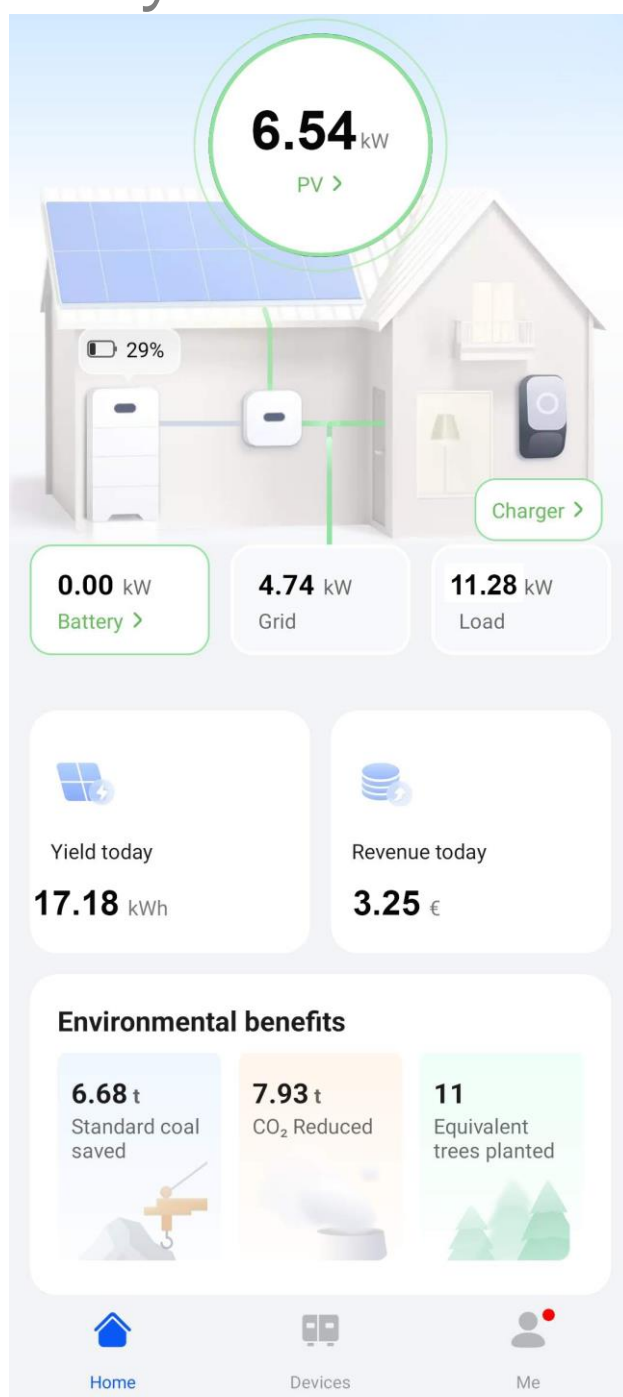 6.54 kW
PV >
29%
Charger >
0.00 kW
Battery >
4.74 kW
Grid
11.28 kW
Load
Yield today
17.18 kWh
Revenue today
3.25 €
Environmental benefits
6.68 t
Standard coal
saved
7.93 t
CO₂ Reduced
11
Equivalent
trees planted
Home
Devices
Me